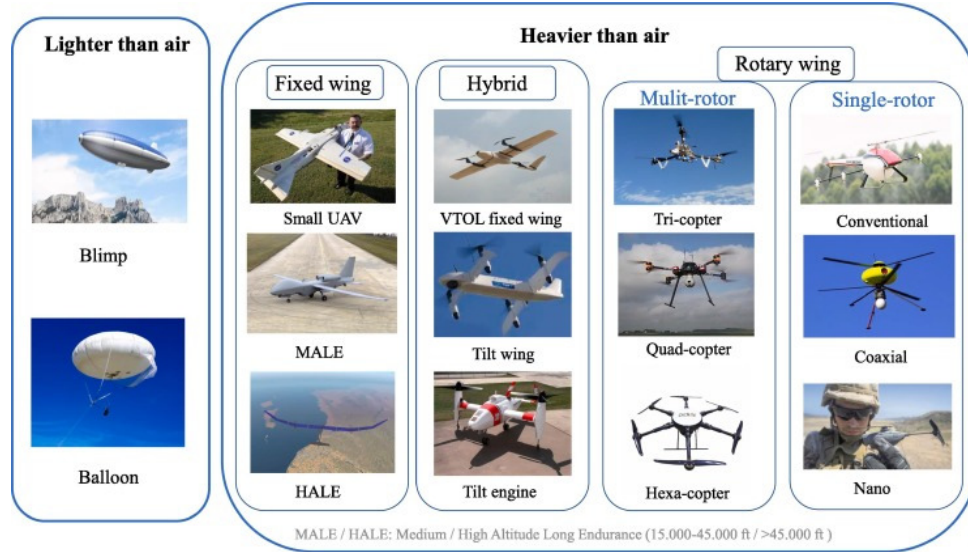 Lighter than air
Blimp
Balloon
Heavier than air
Fixed wing
Small UAV
MALE
HALE
Hybrid
VTOL fixed wing
Tilt wing
Tilt engine
Rotary wing
Mulit-rotor
Tri-copter
Quad-copter
Hexa-copter
Single-rotor
Conventional
Coaxial
Nano
MALE / HALE: Medium / High Altitude Long Endurance (15.000-45.000 ft / >45.000 ft )